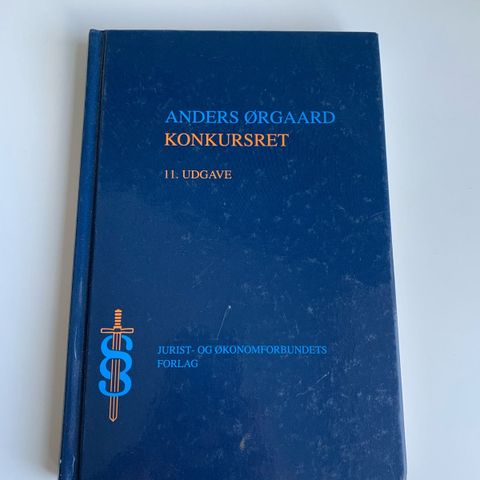 ANDERS ØRGAARD
KONKURSRET
11. UDGAVE
JURIST- OG ØKONOMFORBUNDETS
FORLAG